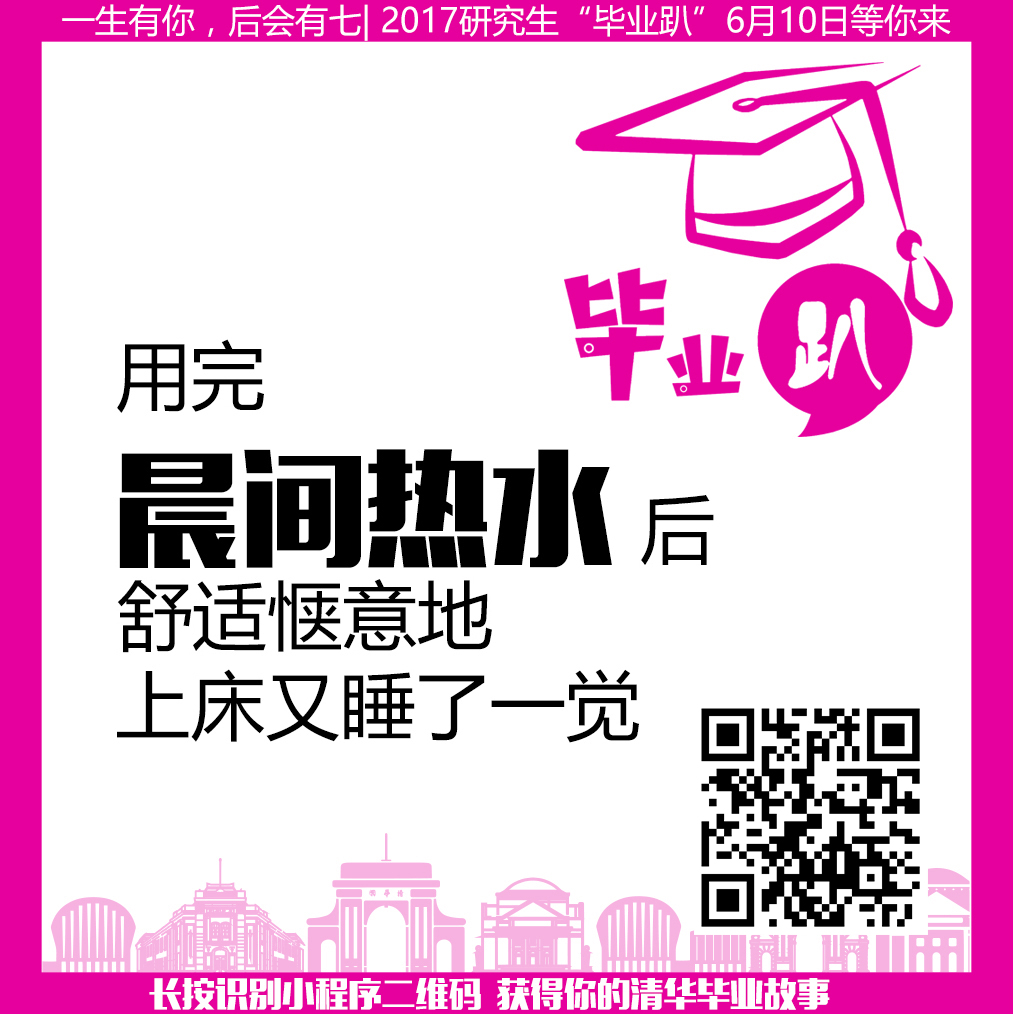 一生有你，后会有七| 2017研究生“毕业趴”6月10日等你来
毕业趴
用完
晨间热水 后
舒适惬意地
上床又睡了一觉
清华园
长按识别小程序二维码 获得你的清华毕业故事